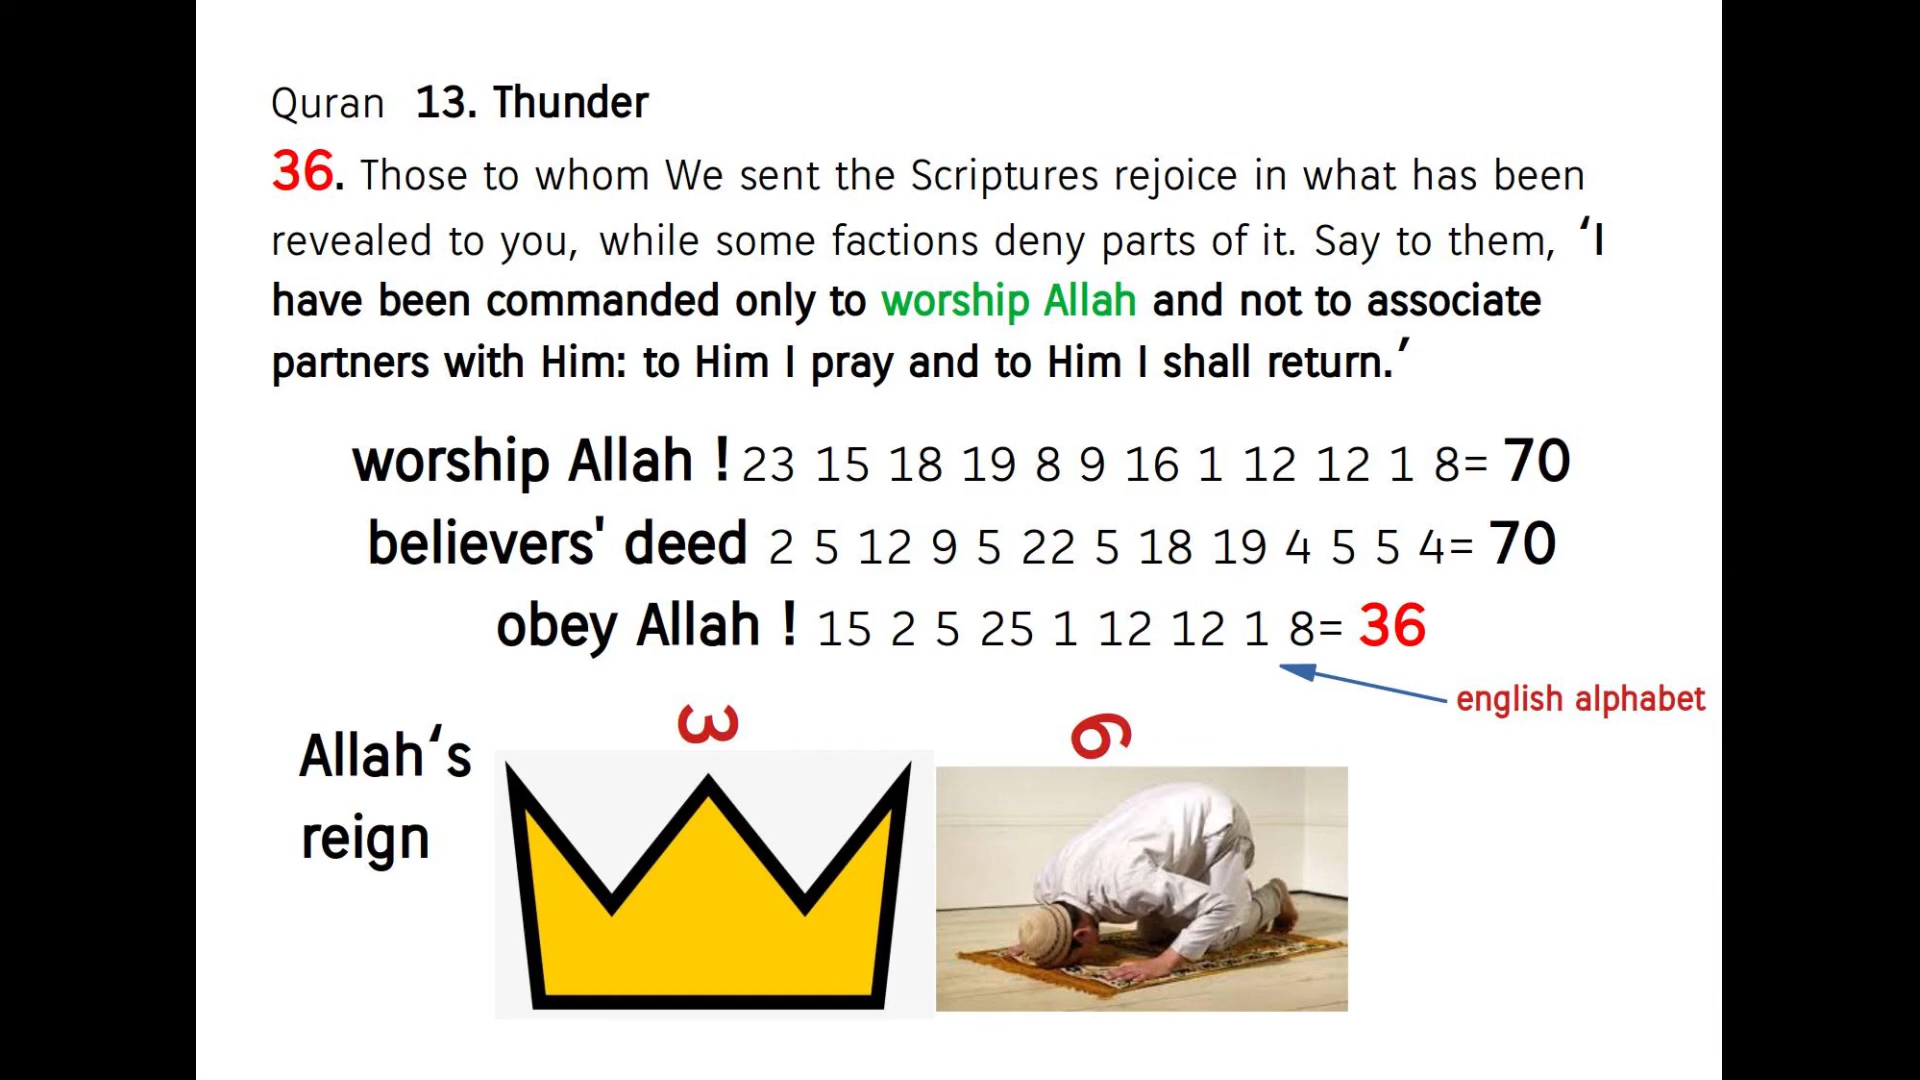 Quran 13. Thunder
36. Those to whom We sent the Scriptures rejoice in what has been
revealed to you, while some factions deny parts of it. Say to them, ‘I
have been commanded only to worship Allah and not to associate
partners with Him: to Him I pray and to Him I shall return.’
worship Allah ! 23 15 18 19 8 9 16 1 12 12 1 8= 70
believers' deed 2 5 12 9 5 22 5 18 19 4 5 5 4= 70
obey Allah ! 15 2 5 25 1 12 12 1 8= 36
english alphabet
3 6
Allah‘s
reign